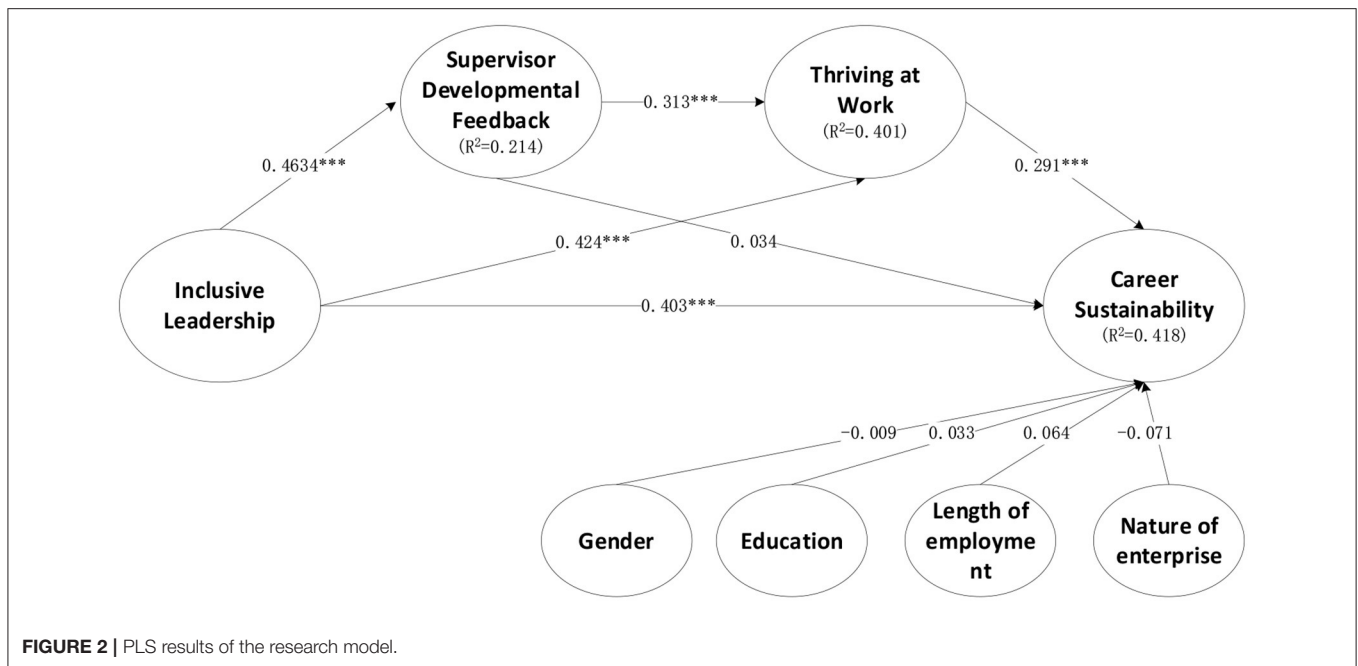 Supervisor
Developmental
Feedback
(R²=0.214)
Thriving at
Work
(R²=0.401)
0.313***
0.4634***
0.291***
0.424***
0.034
Inclusive
Leadership
0.403***
Career
Sustainability
(R²=0.418)
-0.009
0.033
0.064
-0.071
Gender
Education
Length of
employme
nt
Nature of
enterprise
FIGURE 2 | PLS results of the research model.